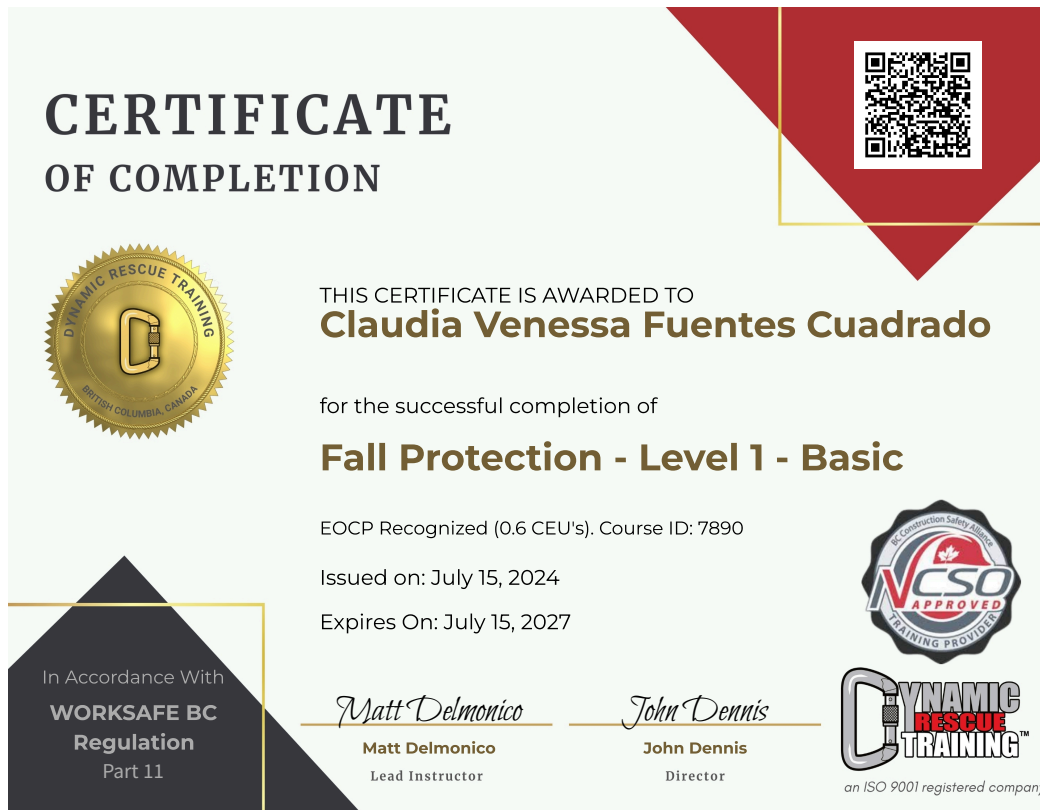 CERTIFICATE
OF COMPLETION
DYNAMIC RESCUE TRAINING
BRITISH COLUMBIA, CANADA
THIS CERTIFICATE IS AWARDED TO
Claudia Venessa Fuentes Cuadrado
for the successful completion of
Fall Protection - Level 1 - Basic
EOCP Recognized (0.6 CEU's). Course ID: 7890
Issued on: July 15, 2024
Expires On: July 15, 2027
BC Construction Safety Alliance
NCSO
APPROVED
TRAINING PROVIDER
In Accordance With
WORKSAFE BC
Regulation
Part 11
Matt Delmonico
Matt Delmonico
Lead Instructor
John Dennis
John Dennis
Director
DYNAMIC
RESCUE
TRAINING™
an ISO 9001 registered company